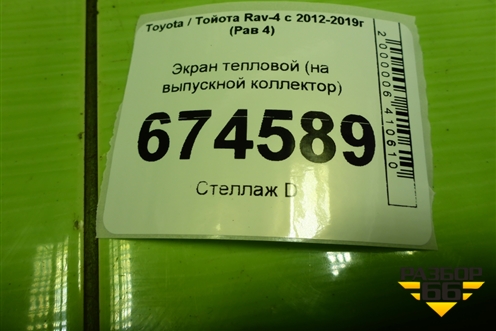 Toyota / Тойота Rav-4 с 2012-2019г
(Рав 4)
Экран тепловой (на
выпускной коллектор)
674589
Стеллаж D
2000006410610
РАЗБОР
66